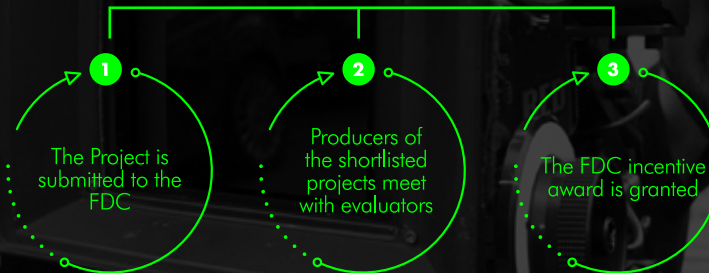 1
The Project is
submitted to the
FDC
2
Producers of
the shortlisted
projects meet
with evaluators
3
The FDC incentive
award is granted